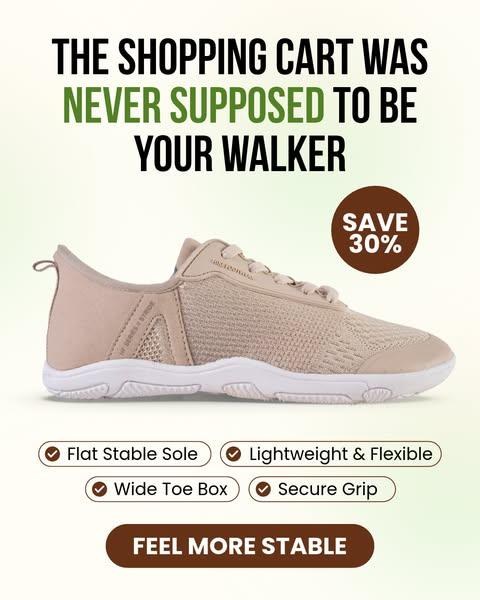 THE SHOPPING CART WAS
NEVER SUPPOSED TO BE
YOUR WALKER
SAVE
30%
Flat Stable Sole
Lightweight & Flexible
Wide Toe Box
Secure Grip
FEEL MORE STABLE